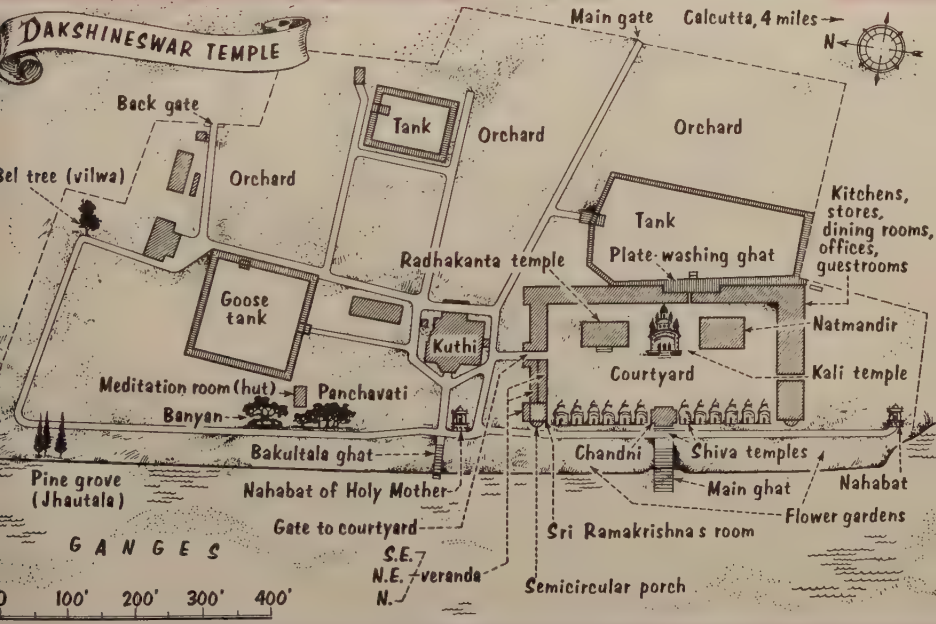 DAKSHINESWAR TEMPLE
Main gate
Calcutta, 4 miles
N
Back gate
Tank
Orchard
Orchard
Bel tree (vilwa)
Orchard
Kitchens,
stores,
dining rooms,
offices,
guestrooms
Tank
Plate-washing ghat
Radhakanta temple
Goose
tank
Natmandir
Kuthi
Courtyard
Kali temple
Meditation room (hut)
Panchavati
Banyan
Bakultala ghat
Chandni
Shiva temples
Pine grove
(Jhautala)
Nahabat of Holy Mother
Main ghat
Nahabat
Flower gardens
Gate to courtyard
Sri Ramakrishna s room
GANGES
S.E.
N.E. veranda
N.
Semicircular porch
0 100' 200' 300' 400'